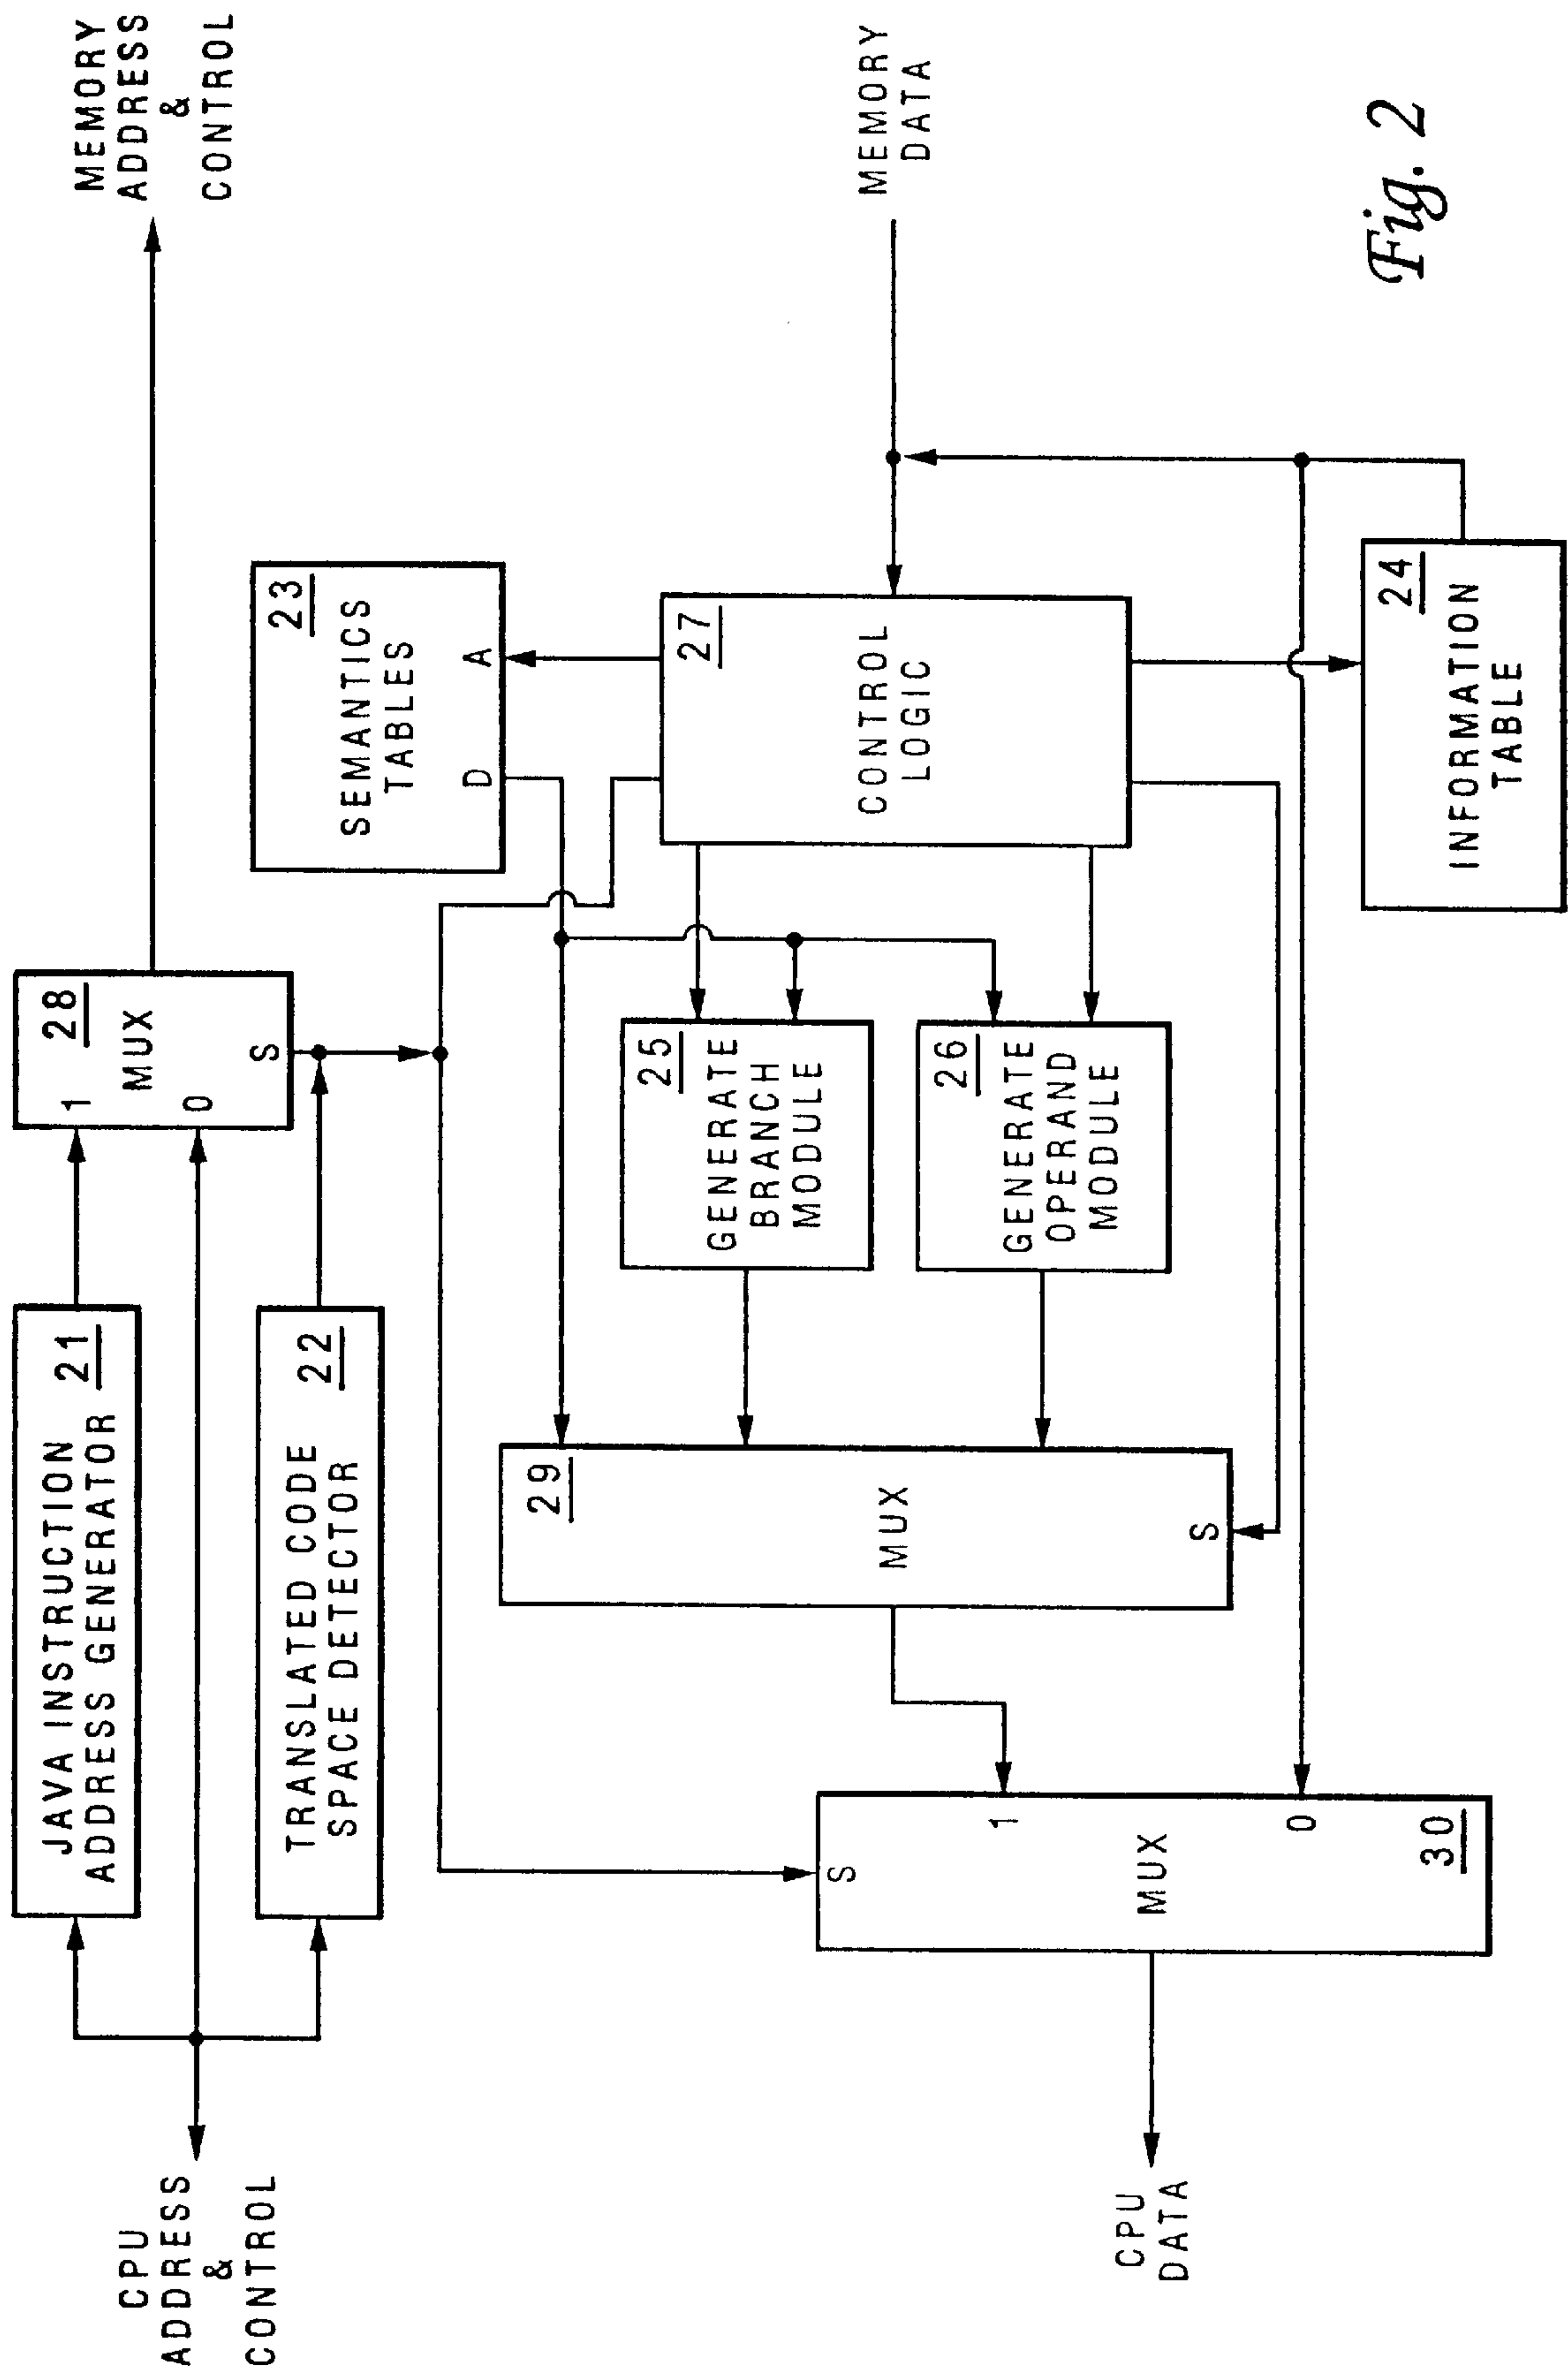 CPU
ADDRESS
&
CONTROL
JAVA INSTRUCTION
ADDRESS GENERATOR 21
TRANSLATED CODE
SPACE DETECTOR 22
28
1
MUX
0
S
MEMORY
ADDRESS
&
CONTROL
23
SEMANTICS
TABLES
D
A
29
MUX
S
25
GENERATE
BRANCH
MODULE
26
GENERATE
OPERAND
MODULE
27
CONTROL
LOGIC
MEMORY
DATA
CPU
DATA
S
1
MUX
0
30
24
INFORMATION
TABLE
Fig. 2